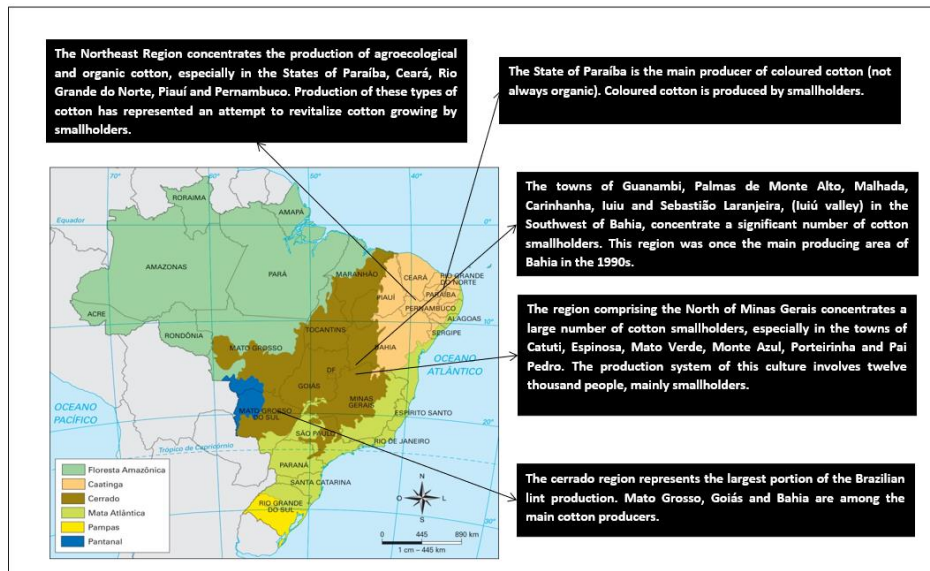 The Northeast Region concentrates the production of agroecological
and organic cotton, especially in the States of Paraíba, Ceará, Rio
Grande do Norte, Piauí and Pernambuco. Production of these types of
cotton has represented an attempt to revitalize cotton growing by
smallholders.
The State of Paraíba is the main producer of coloured cotton (not
always organic). Coloured cotton is produced by smallholders.
The towns of Guanambi, Palmas de Monte Alto, Malhada,
Carinhanha, Iuiu and Sebastião Laranjeira, (Iuiú valley) in the
Southwest of Bahia, concentrate a significant number of cotton
smallholders. This region was once the main producing area of
Bahia in the 1990s.
The region comprising the North of Minas Gerais concentrates a
large number of cotton smallholders, especially in the towns of
Catuti, Espinosa, Mato Verde, Monte Azul, Porteirinha and Pai
Pedro. The production system of this culture involves twelve
thousand people, mainly smallholders.
The cerrado region represents the largest portion of the Brazilian
lint production. Mato Grosso, Goiás and Bahia are among the
main cotton producers.
70°
60°
50°
40°
RORAIMA
AMAPÁ
Equador
0°
AMAZONAS
PARÁ
MARANHÃO
CEARÁ
RIO GRANDE
DO NORTE
PARAÍBA
PIAUÍ
PERNAMBUCO
ACRE
ALAGOAS
10°
TOCANTINS
SERGIPE
RONDÔNIA
MATO GROSSO
BAHIA
OCEANO
ATLÂNTICO
DF
GOIÁS
MINAS
GERAIS
OCEANO
PACÍFICO
MATO GROSSO
DO SUL
ESPÍRITO SANTO
20°
SÃO PAULO
RIO DE JANEIRO
Trópico de Capricórnio
PARANÁ
SANTA CATARINA
RIO GRANDE
DO SUL
30°
Floresta Amazônica
Caatinga
Cerrado
Mata Atlântica
Pampas
Pantanal
N
O
L
S
0 445 890 km
1 cm – 445 km